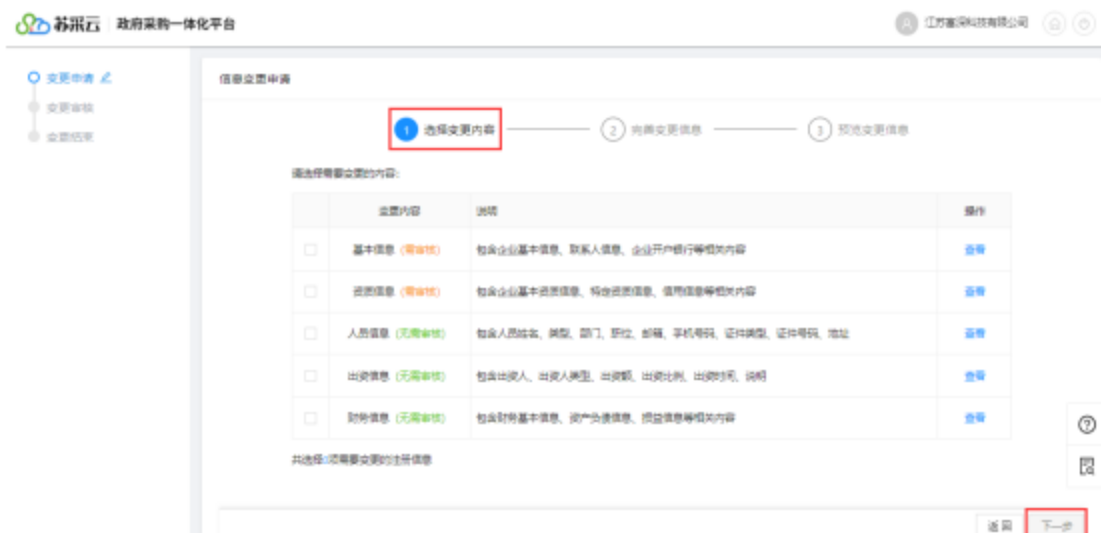 苏采云 政府采购一体化平台
江苏 科技有限公司
变更申请
变更审核
变更结束
信息变更申请
1 选择变更内容 2 完善变更信息 3 预览变更信息
请选择需要变更的内容:
变更内容 说明 操作
基本信息 (需审核) 包含企业基本信息、联系人信息、企业开户银行等相关内容 查看
资质信息 (需审核) 包含企业基本资质信息、特定资质信息、信用信息等相关内容 查看
人员信息 (无需审核) 包含人员姓名、类型、部门、职位、邮箱、手机号码、证件类型、证件号码、地址 查看
出资信息 (无需审核) 包含出资人、出资人类型、出资额、出资比例、出资时间、说明 查看
财务信息 (无需审核) 包含财务基本信息、资产负债信息、损益信息等相关内容 查看
共选择 项需要变更的注册信息
返回 下一步